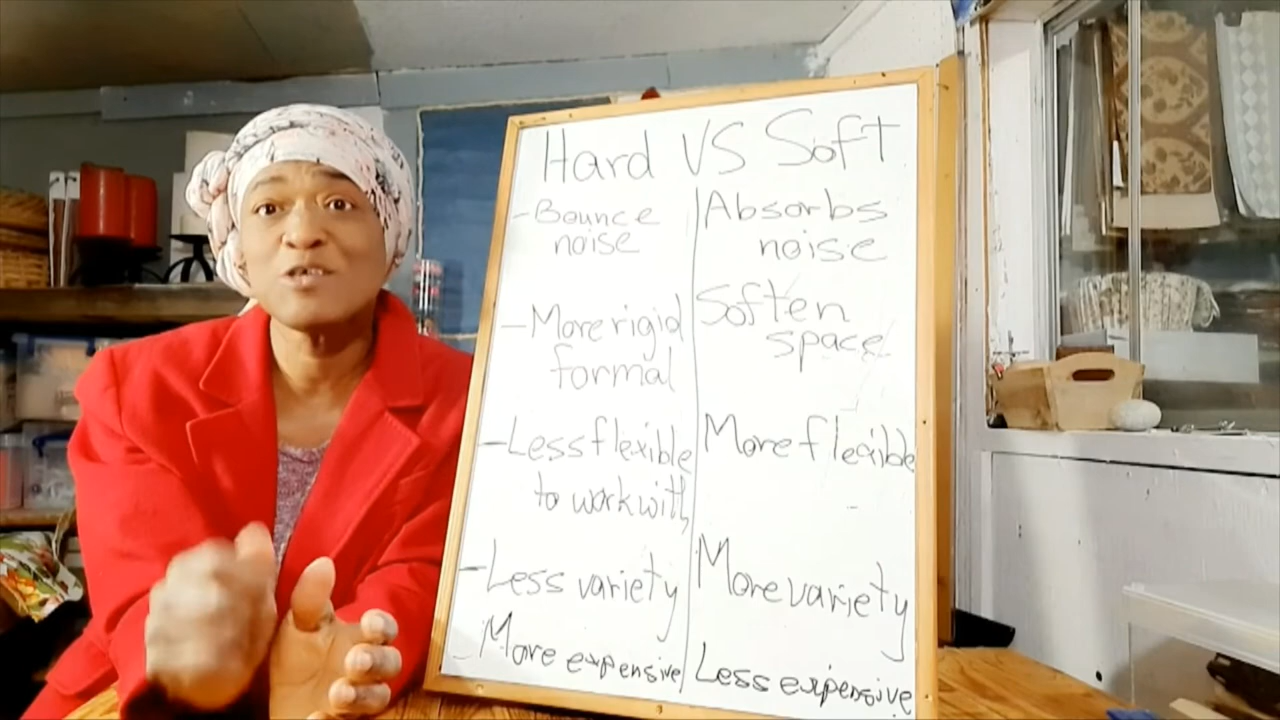 Hard VS Soft
- Bounce
noise
Absorbs
noise
- More rigid
formal
Soften
space
- Less flexible
to work with
More flexible
- Less variety
More variety
More expensive
Less expensive